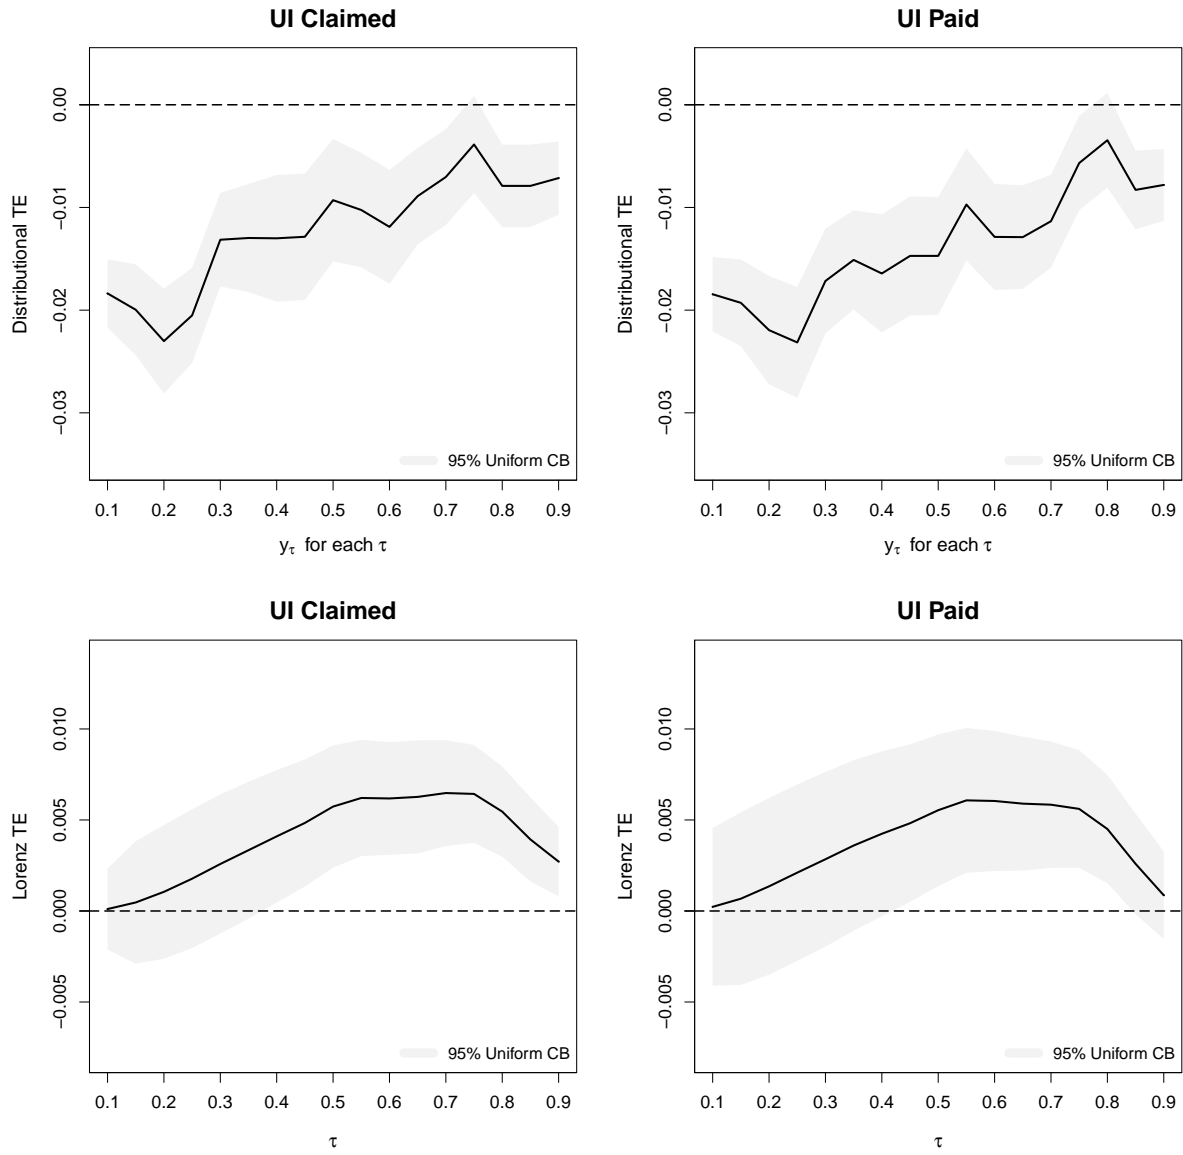 UI Claimed
Distributional TE
0.00
−0.01
−0.02
−0.03
95% Uniform CB
0.1 0.2 0.3 0.4 0.5 0.6 0.7 0.8 0.9
yτ for each τ
UI Paid
Distributional TE
0.00
−0.01
−0.02
−0.03
95% Uniform CB
0.1 0.2 0.3 0.4 0.5 0.6 0.7 0.8 0.9
yτ for each τ
UI Claimed
Lorenz TE
0.010
0.005
0.000
−0.005
95% Uniform CB
0.1 0.2 0.3 0.4 0.5 0.6 0.7 0.8 0.9
τ
UI Paid
Lorenz TE
0.010
0.005
0.000
−0.005
95% Uniform CB
0.1 0.2 0.3 0.4 0.5 0.6 0.7 0.8 0.9
τ